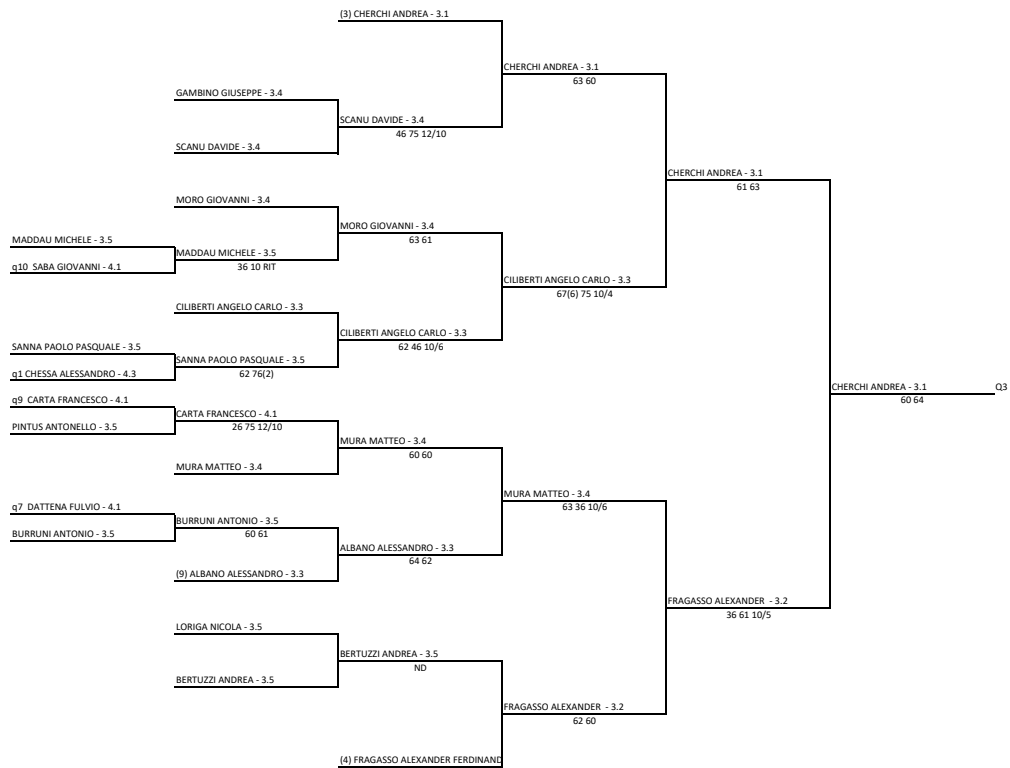 (3) CHERCHI ANDREA - 3.1
CHERCHI ANDREA - 3.1
63 60
GAMBINO GIUSEPPE - 3.4
SCANU DAVIDE - 3.4
46 75 12/10
SCANU DAVIDE - 3.4
CHERCHI ANDREA - 3.1
61 63
MORO GIOVANNI - 3.4
MORO GIOVANNI - 3.4
63 61
MADDAU MICHELE - 3.5
MADDAU MICHELE - 3.5
36 10 RIT
q10 SABA GIOVANNI - 4.1
CILIBERTI ANGELO CARLO - 3.3
67(6) 75 10/4
CILIBERTI ANGELO CARLO - 3.3
CILIBERTI ANGELO CARLO - 3.3
62 46 10/6
SANNA PAOLO PASQUALE - 3.5
SANNA PAOLO PASQUALE - 3.5
62 76(2)
q1 CHESSA ALESSANDRO - 4.3
CHERCHI ANDREA - 3.1
Q3
60 64
q9 CARTA FRANCESCO - 4.1
CARTA FRANCESCO - 4.1
26 75 12/10
PINTUS ANTONELLO - 3.5
MURA MATTEO - 3.4
60 60
MURA MATTEO - 3.4
MURA MATTEO - 3.4
63 36 10/6
q7 DATTENA FULVIO - 4.1
BURRUNI ANTONIO - 3.5
60 61
BURRUNI ANTONIO - 3.5
ALBANO ALESSANDRO - 3.3
64 62
(9) ALBANO ALESSANDRO - 3.3
FRAGASSO ALEXANDER - 3.2
36 61 10/5
LORIGA NICOLA - 3.5
BERTUZZI ANDREA - 3.5
ND
BERTUZZI ANDREA - 3.5
FRAGASSO ALEXANDER - 3.2
62 60
(4) FRAGASSO ALEXANDER FERDINAND